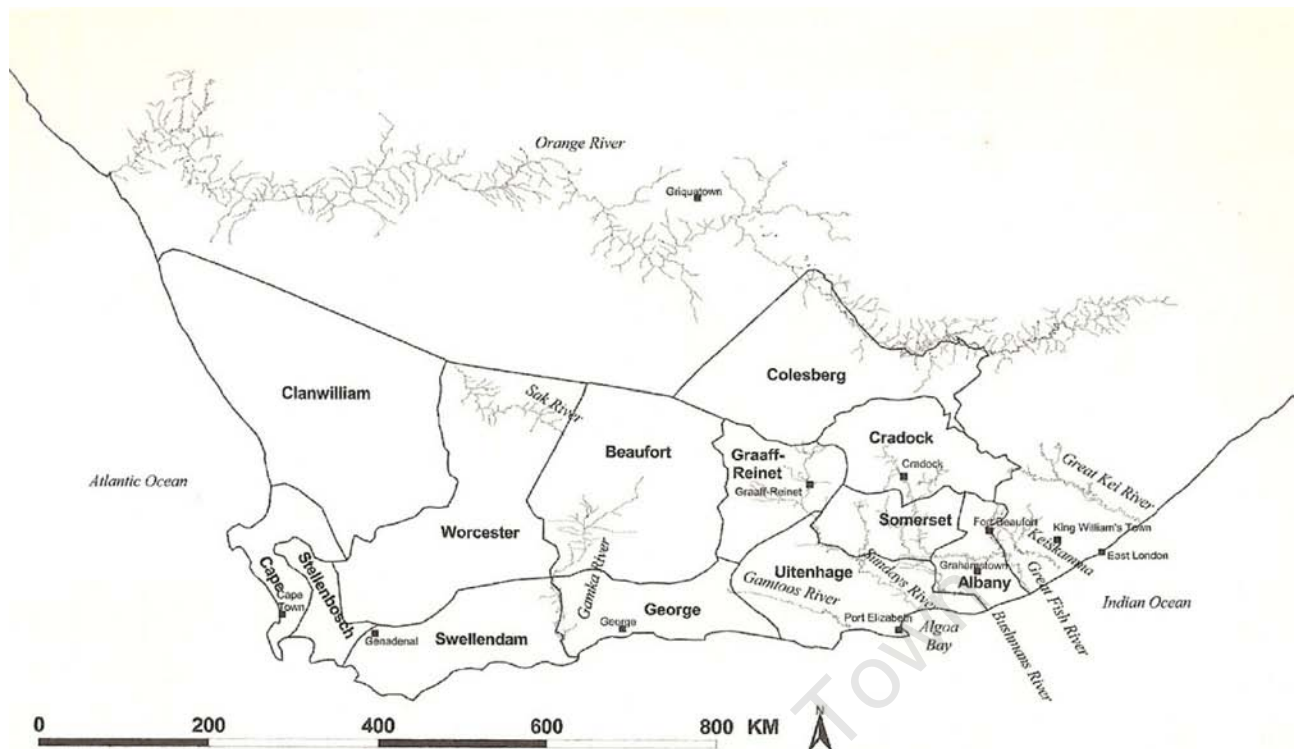 Orange River
Griquatown
Colesberg
Clanwilliam
Sak River
Beaufort
Cradock
Graaff-
Reinet
Cradock
Graaff-Reinet
Great Kei River
Atlantic Ocean
Worcester
Somerset
Fort Beaufort
King William's Town
Keiskamma
East London
Cape
Stellenbosch
Cape
Town
Gamka River
Uitenhage
Sundays River
Grahamstown
Albany
Great Fish River
Gamtoos River
Indian Ocean
George
George
Port Elizabeth
Algoa
Bay
Bushmans River
Genadenal
Swellendam
Town
0 200 400 600 800 KM
N